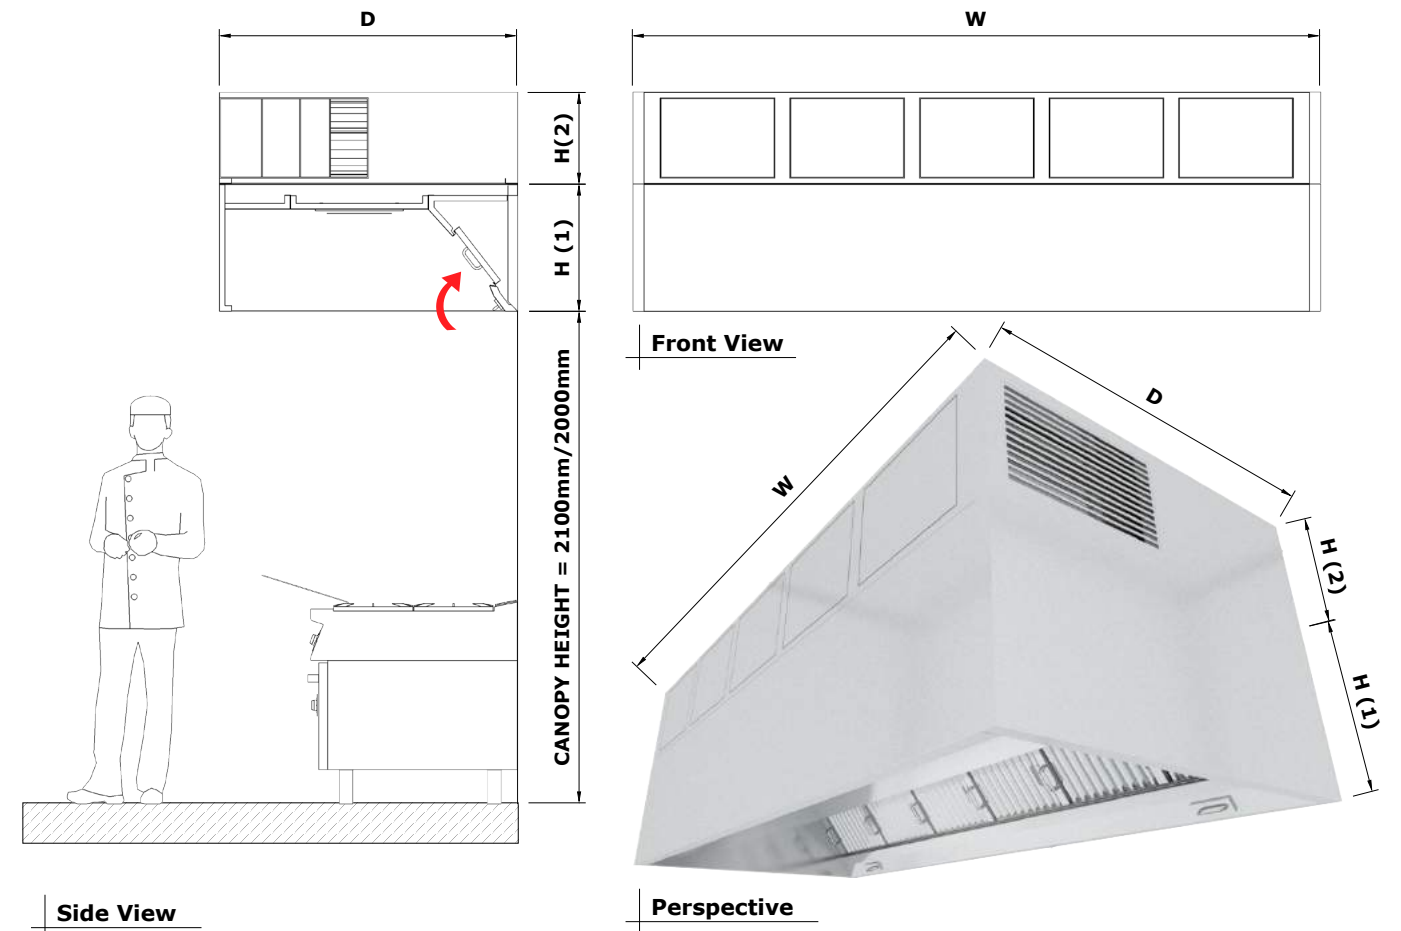 D
W
H(2)
H (1)
CANOPY HEIGHT = 2100mm/2000mm
Side View
Front View
W
D
H (2)
H (1)
Perspective